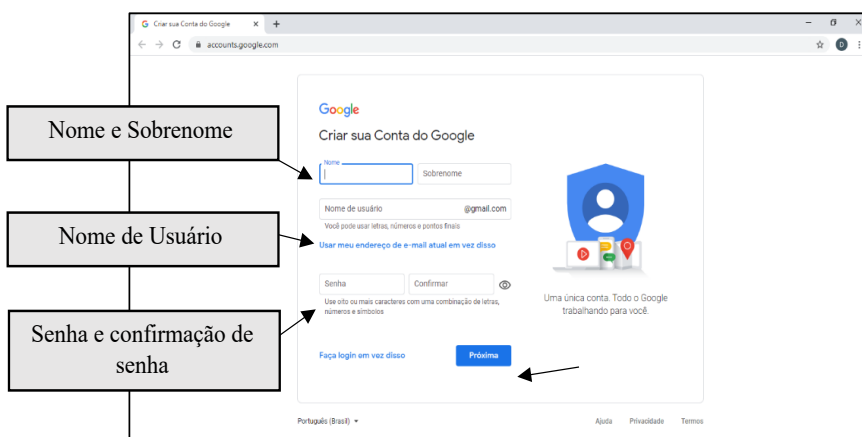 Criar sua Conta do Google
accounts.google.com
D
Google
Criar sua Conta do Google
Nome e Sobrenome
Nome
Sobrenome
Nome de usuário @gmail.com
Você pode usar letras, números e pontos finais
Nome de Usuário
Usar meu endereço de e-mail atual em vez disso
Senha Confirmar
Use oito ou mais caracteres com uma combinação de letras,
números e símbolos
Senha e confirmação de
senha
Uma única conta. Todo o Google
trabalhando para você.
Faça login em vez disso
Próxima
Português (Brasil)
Ajuda Privacidade Termos